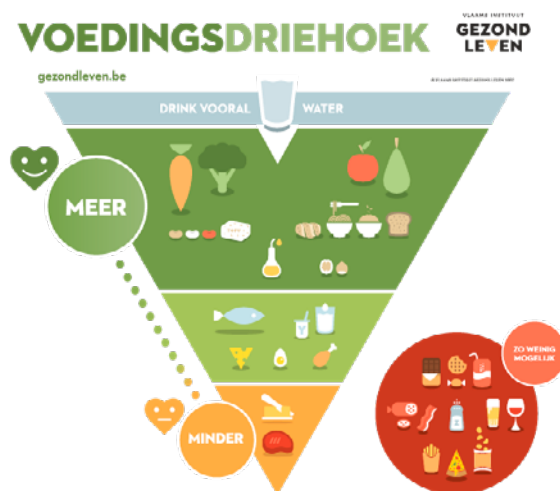 VOEDINGSDRIEHOEK
VLAAMS INSTITUUT
GEZOND
LEVEN
gezondleven.be
DRINK VOORAL WATER
MEER
ZO WEINIG
MOGELIJK
MINDER